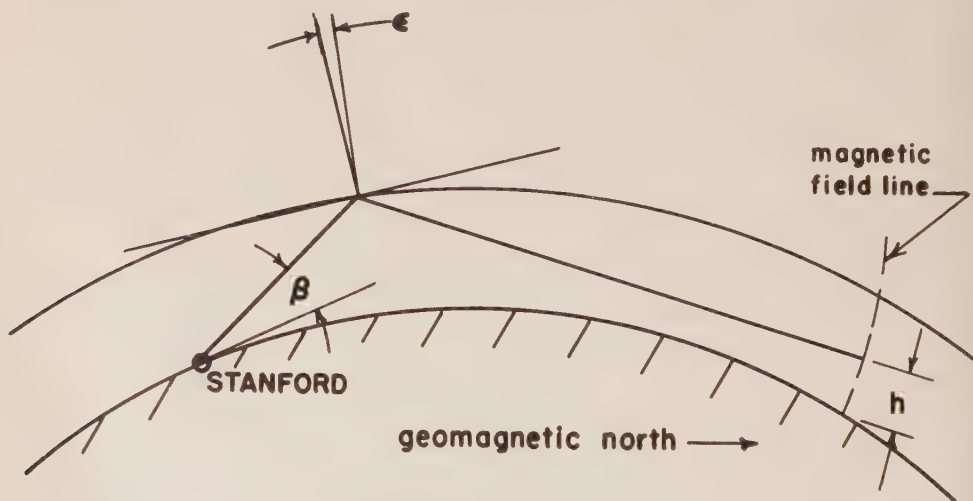 ϵ
magnetic
field line
β
STANFORD
h
geomagnetic north